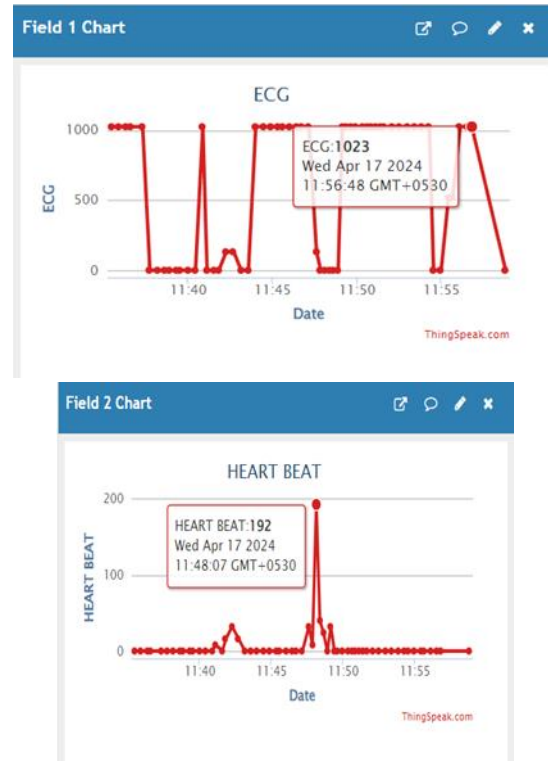 Field 1 Chart
ECG
1000
500
0
ECG
ECG:1023
Wed Apr 17 2024
11:56:48 GMT+0530
11:40 11:45 11:50 11:55
Date
ThingSpeak.com
Field 2 Chart
HEART BEAT
200
100
0
HEART BEAT
HEART BEAT:192
Wed Apr 17 2024
11:48:07 GMT+0530
11:40 11:45 11:50 11:55
Date
ThingSpeak.com